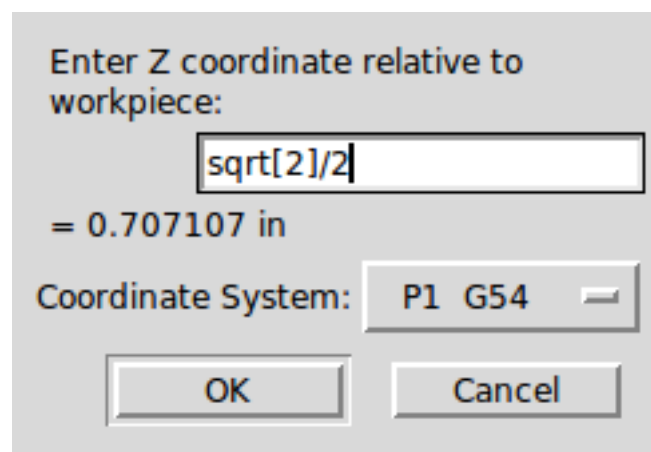 Enter Z coordinate relative to
workpiece:
sqrt[2]/2
= 0.707107 in
Coordinate System: P1 G54
OK Cancel